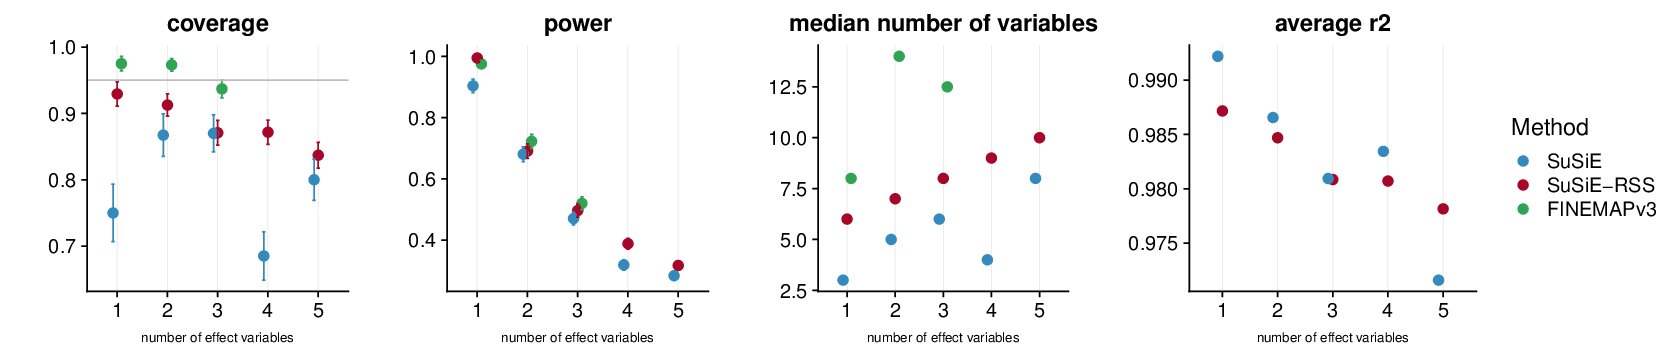 coverage
1.0
0.9
0.8
0.7
1 2 3 4 5
number of effect variables
power
1.0
0.8
0.6
0.4
1 2 3 4 5
number of effect variables
median number of variables
12.5
10.0
7.5
5.0
2.5
1 2 3 4 5
number of effect variables
average r2
0.990
0.985
0.980
0.975
1 2 3 4 5
number of effect variables
Method
SuSiE
SuSiE−RSS
FINEMAPv3